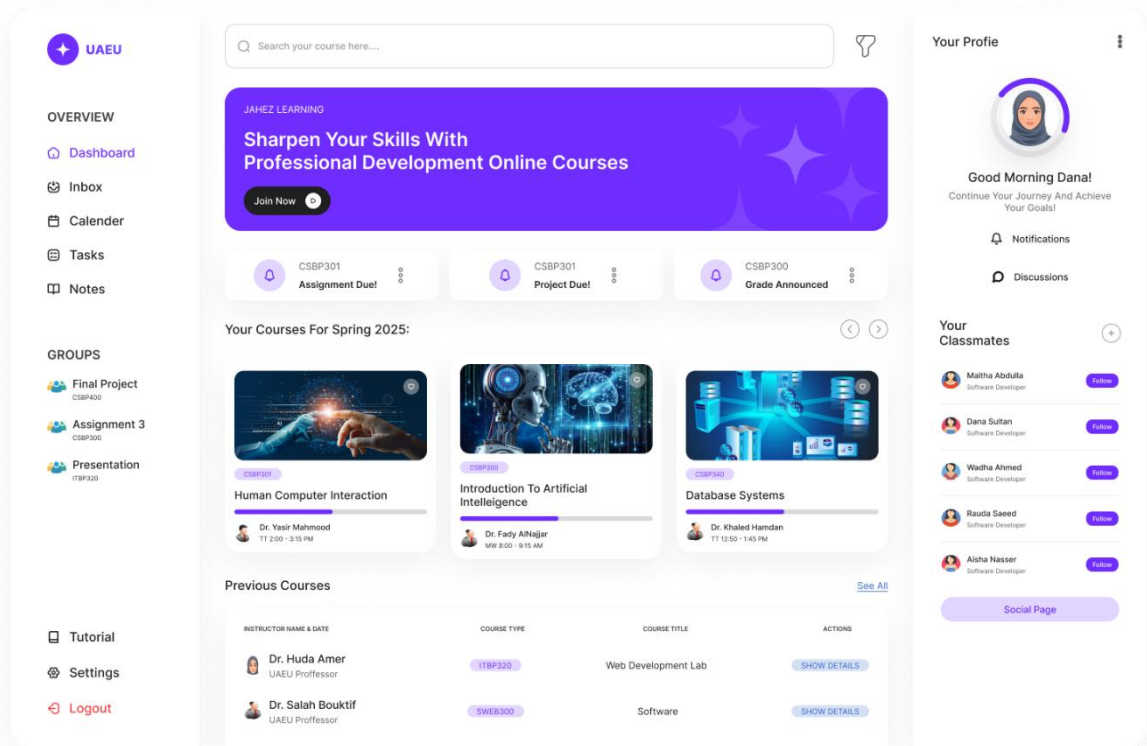 UAEU
OVERVIEW
Dashboard
Inbox
Calender
Tasks
Notes
GROUPS
Final Project
CSBP400
Assignment 3
CSBP300
Presentation
ITBP320
Tutorial
Settings
Logout
Search your course here....
JAHEZ LEARNING
Sharpen Your Skills With
Professional Development Online Courses
Join Now
CSBP301
Assignment Due!
CSBP301
Project Due!
CSBP300
Grade Announced
Your Courses For Spring 2025:
CSBP301
Human Computer Interaction
Dr. Yasir Mahmood
TT 2:00 - 3:15 PM
CSBP300
Introduction To Artificial
Intelleigence
Dr. Fady AlNajjar
MW 8:00 - 9:15 AM
CSBP340
Database Systems
Dr. Khaled Hamdan
TT 12:50 - 1:45 PM
Previous Courses
See All
INSTRUCTOR NAME & DATE COURSE TYPE COURSE TITLE ACTIONS
Dr. Huda Amer
UAEU Proffessor
ITBP320
Web Development Lab
SHOW DETAILS
Dr. Salah Bouktif
UAEU Proffessor
SWEB300
Software
SHOW DETAILS
Your Profie
Good Morning Dana!
Continue Your Journey And Achieve
Your Goals!
Notifications
Discussions
Your
Classmates
Maitha Abdulla
Software Developer
Follow
Dana Sultan
Software Developer
Follow
Wadha Ahmed
Software Developer
Follow
Rauda Saeed
Software Developer
Follow
Aisha Nasser
Software Developer
Follow
Social Page